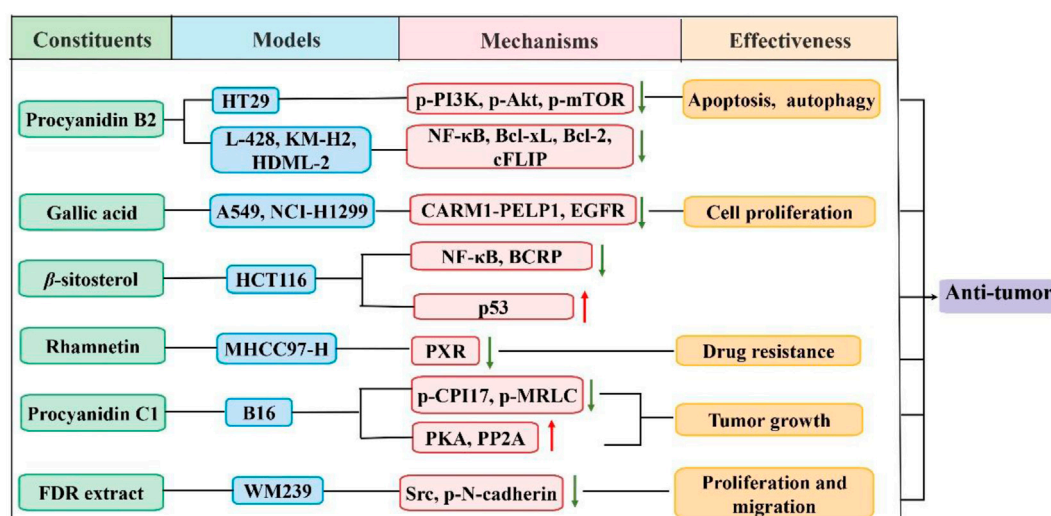 Constituents Models Mechanisms Effectiveness
Procyanidin B2
HT29
p-PI3K, p-Akt, p-mTOR
Apoptosis, autophagy
L-428, KM-H2,
HDML-2
NF-κB, Bcl-xL, Bcl-2,
cFLIP
Gallic acid
A549, NCI-H1299
CARM1-PELP1, EGFR
Cell proliferation
β-sitosterol
HCT116
NF-κB, BCRP
p53
Anti-tumor
Rhamnetin
MHCC97-H
PXR
Drug resistance
Procyanidin C1
B16
p-CPI17, p-MRLC
PKA, PP2A
Tumor growth
FDR extract
WM239
Src, p-N-cadherin
Proliferation and
migration